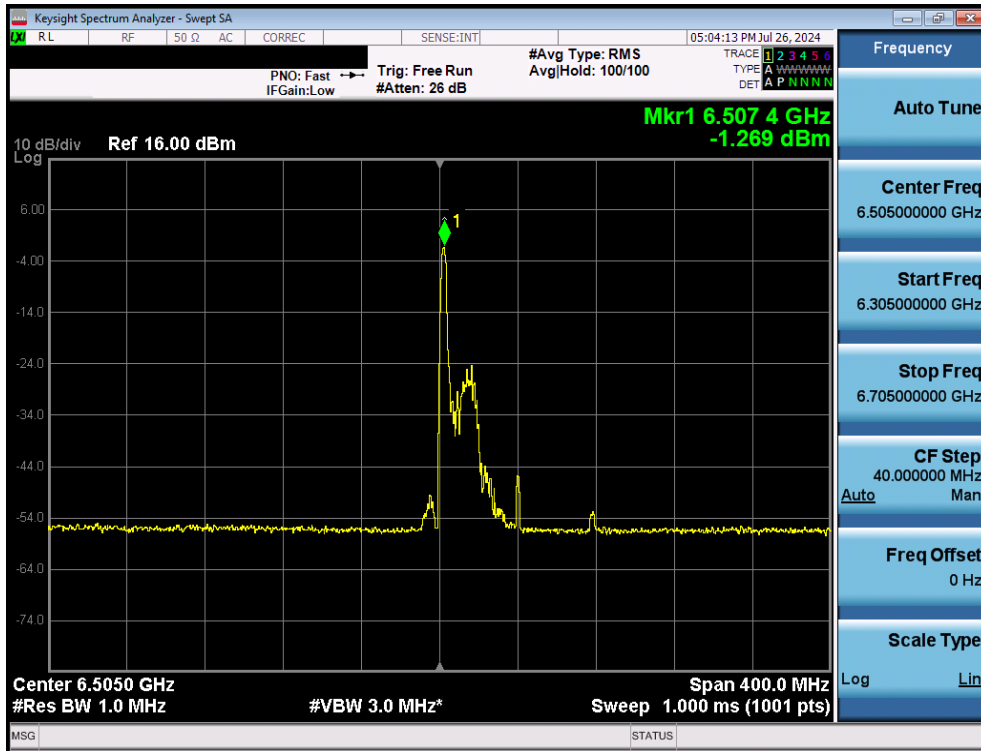 Keysight Spectrum Analyzer - Swept SA
LXI RL RF 50 Ω AC CORREC SENSE:INT 05:04:13 PM Jul 26, 2024
PNO: Fast
IFGain:Low
Trig: Free Run
#Atten: 26 dB
#Avg Type: RMS
Avg|Hold: 100/100
TRACE 1 2 3 4 5 6
TYPE A WWWWW
DET A P N N N N
Mkr1 6.507 4 GHz
-1.269 dBm
10 dB/div Ref 16.00 dBm
Log
1
6.00
-4.00
-14.0
-24.0
-34.0
-44.0
-54.0
-64.0
-74.0
Center 6.5050 GHz Span 400.0 MHz
#Res BW 1.0 MHz #VBW 3.0 MHz* Sweep 1.000 ms (1001 pts)
MSG STATUS
Frequency
Auto Tune
Center Freq
6.505000000 GHz
Start Freq
6.305000000 GHz
Stop Freq
6.705000000 GHz
CF Step
40.000000 MHz
Auto Man
Freq Offset
0 Hz
Scale Type
Log Lin